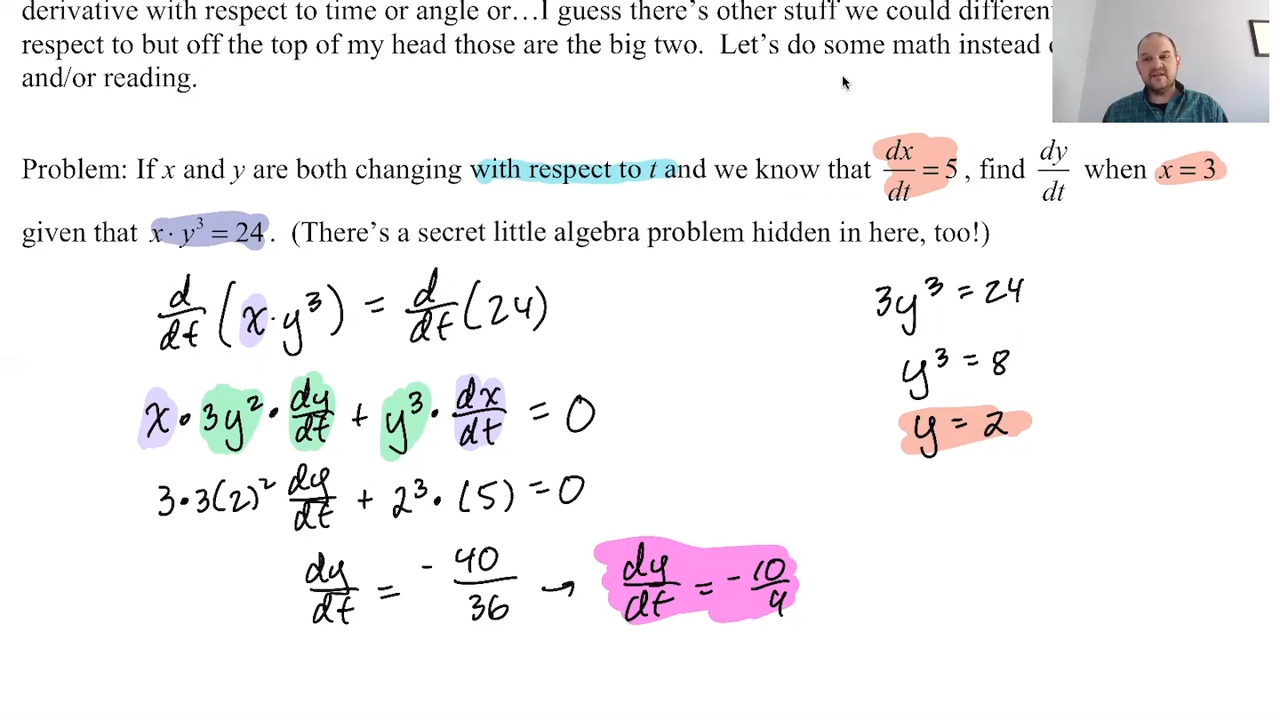 derivative with respect to time or angle or…I guess there's other stuff we could different
respect to but off the top of my head those are the big two. Let's do some math instead
and/or reading.
Problem: If x and y are both changing with respect to t and we know that dx/dt = 5, find dy/dt when x = 3
given that x · y³ = 24. (There's a secret little algebra problem hidden in here, too!)
d/dt (x · y³) = d/dt (24)
x · 3y² · dy/dt + y³ · dx/dt = 0
3 · 3(2)² dy/dt + 2³ · (5) = 0
dy/dt = - 40/36 → dy/dt = - 10/9
3y³ = 24
y³ = 8
y = 2